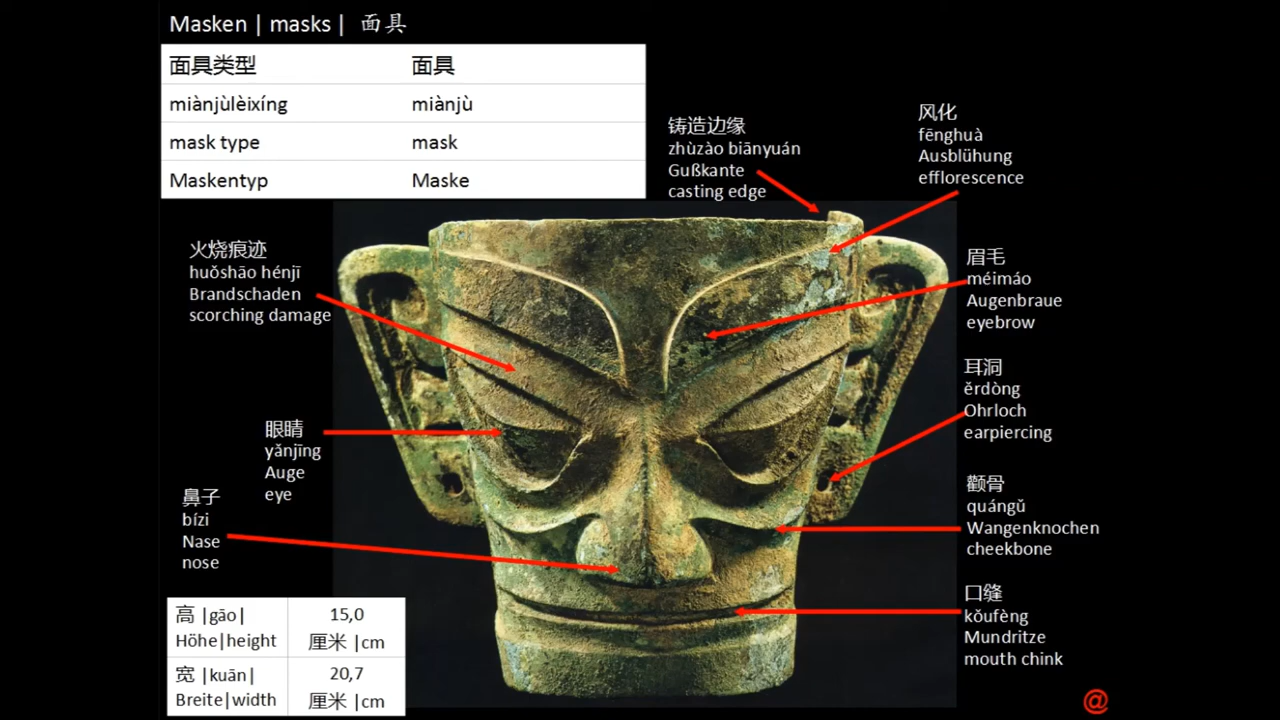 Masken | masks | 面具
面具类型 面具
miànjùlèixíng miànjù
mask type mask
Maskentyp Maske
铸造边缘
zhùzào biānyuán
Gußkante
casting edge
风化
fēnghuà
Ausblühung
efflorescence
火烧痕迹
huǒshāo hénjī
Brandschaden
scorching damage
眉毛
méimáo
Augenbraue
eyebrow
耳洞
ěrdòng
Ohrloch
earpiercing
眼睛
yǎnjīng
Auge
eye
颧骨
quángǔ
Wangenknochen
cheekbone
鼻子
bízi
Nase
nose
口缝
kǒufèng
Mundritze
mouth chink
高 |gāo| 15,0
Höhe|height 厘米 |cm
宽 |kuān| 20,7
Breite|width 厘米 |cm
@